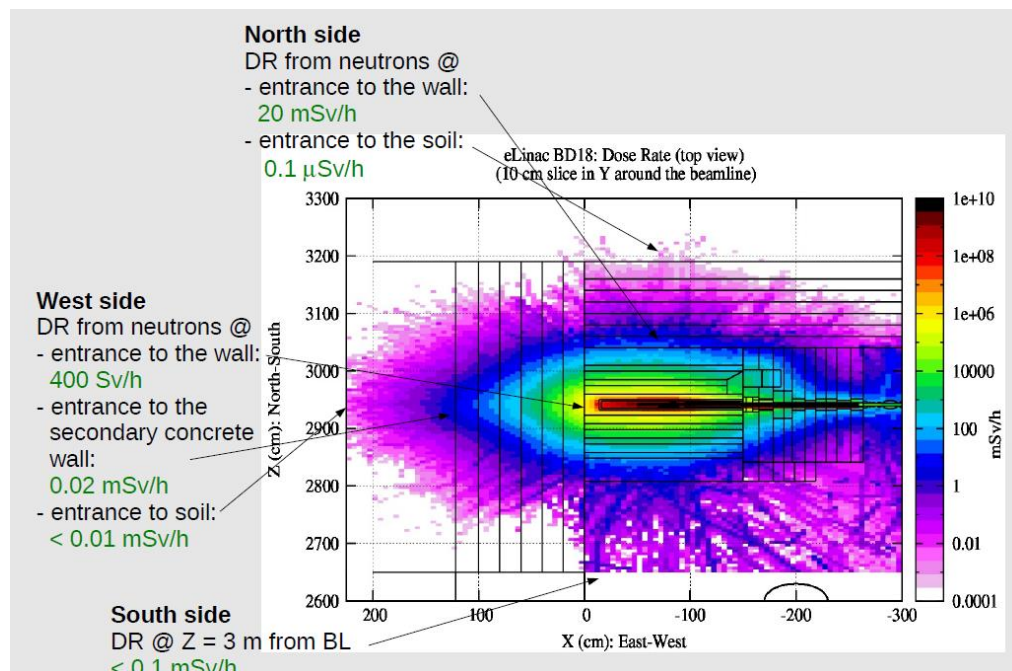 North side
DR from neutrons @
- entrance to the wall:
20 mSv/h
- entrance to the soil:
0.1 μSv/h
eLinac BD18: Dose Rate (top view)
(10 cm slice in Y around the beamline)
West side
DR from neutrons @
- entrance to the wall:
400 Sv/h
- entrance to the
secondary concrete
wall:
0.02 mSv/h
- entrance to soil:
< 0.01 mSv/h
South side
DR @ Z = 3 m from BL
< 0.1 mSv/h
Z (cm): North-South
3300
3200
3100
3000
2900
2800
2700
2600
200
100
0
-100
-200
-300
X (cm): East-West
1e+10
1e+08
1e+06
10000
100
1
0.01
0.0001
mSv/h